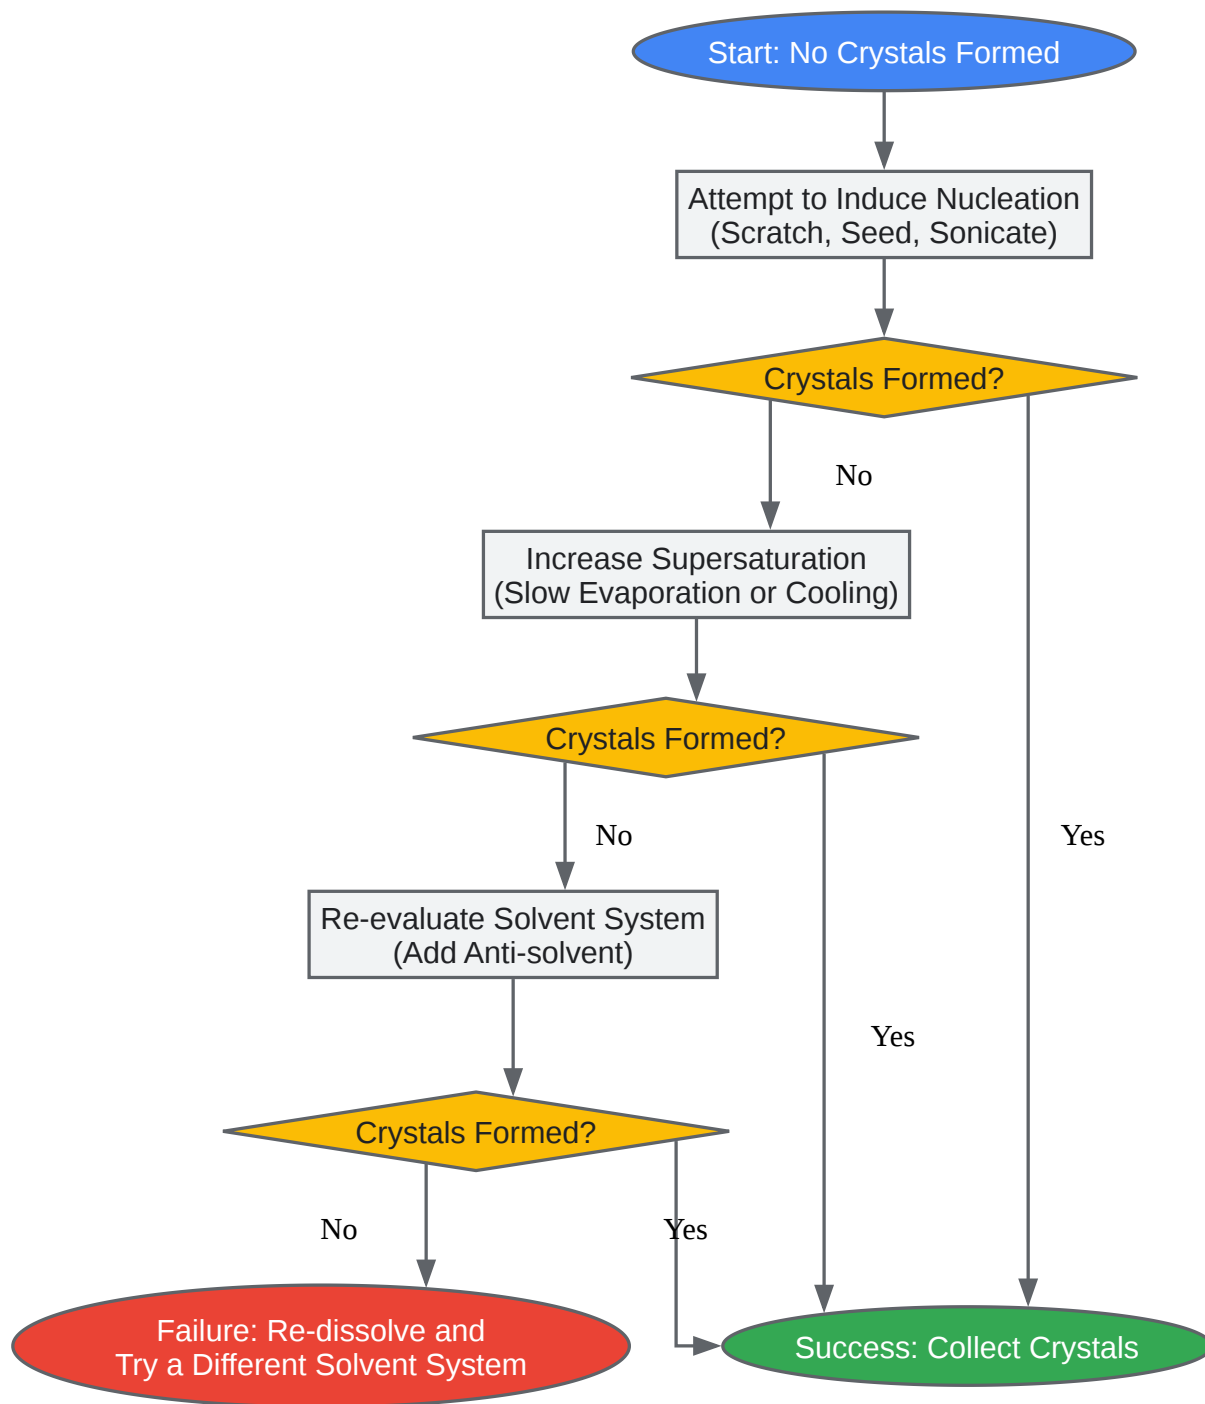 Start: No Crystals Formed
Attempt to Induce Nucleation
(Scratch, Seed, Sonicate)
Crystals Formed?
No
Increase Supersaturation
(Slow Evaporation or Cooling)
Crystals Formed?
No
Yes
Re-evaluate Solvent System
(Add Anti-solvent)
Yes
Crystals Formed?
No
Yes
Failure: Re-dissolve and
Try a Different Solvent System
Success: Collect Crystals